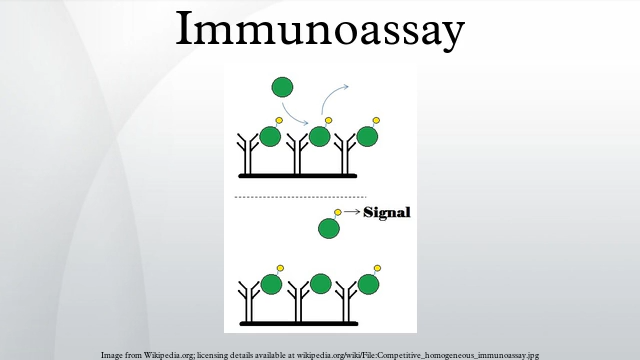 Immunoassay
Signal
Image from Wikipedia.org; licensing details available at wikipedia.org/wiki/File:Competitive_homogeneous_immunoassay.jpg